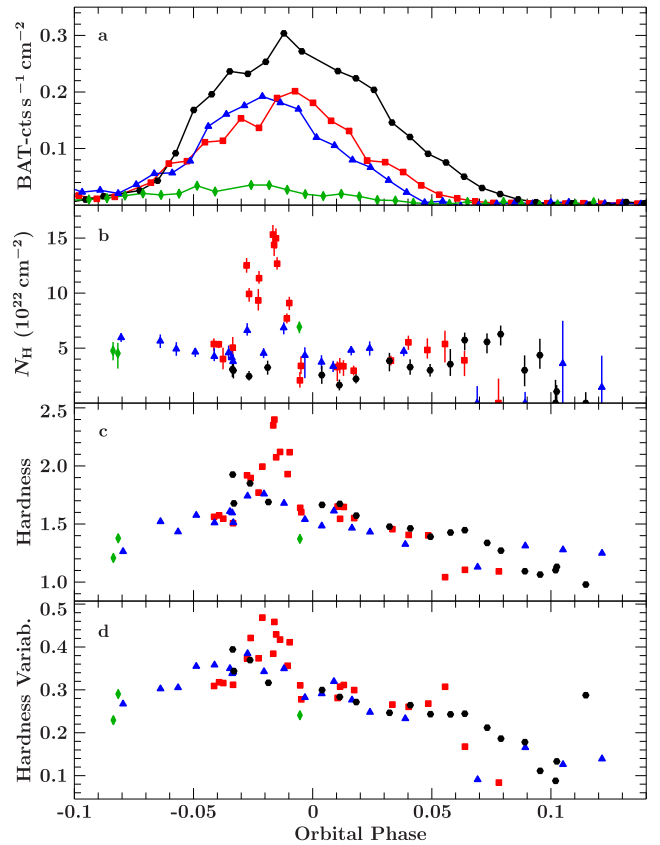 a
0.3
0.2
0.1
BAT-cts s⁻¹ cm⁻²
b
15
10
5
N_H (10²² cm⁻²)
c
2.5
2.0
1.5
1.0
Hardness
d
0.5
0.4
0.3
0.2
0.1
Hardness Variab.
-0.1 -0.05 0 0.05 0.1
Orbital Phase